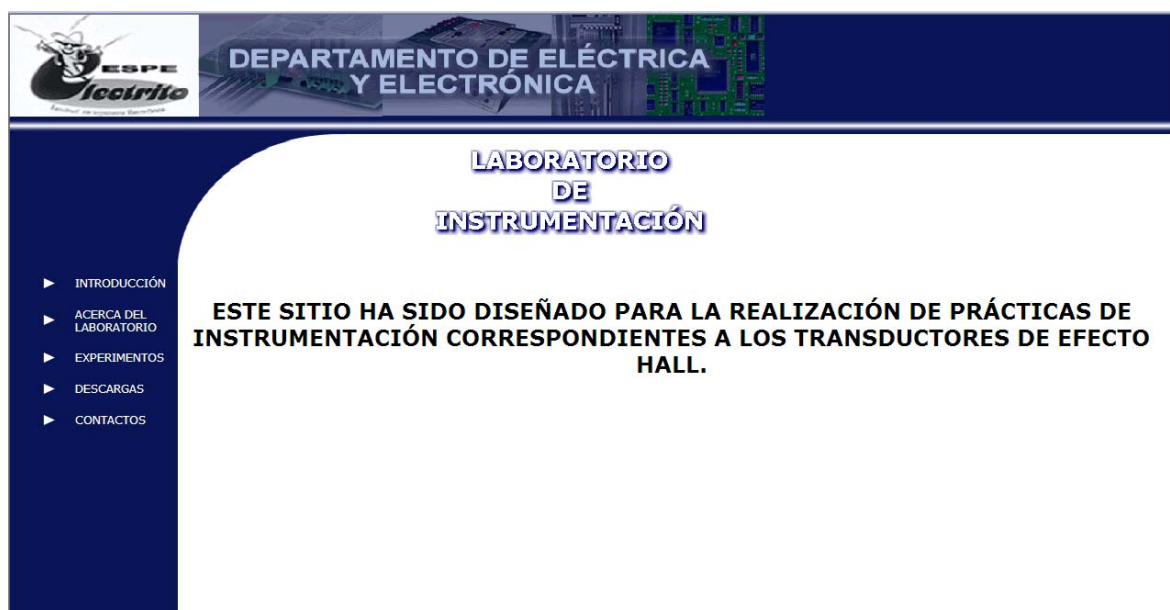 ESPE
Electrito
DEPARTAMENTO DE ELÉCTRICA
Y ELECTRÓNICA
LABORATORIO
DE
INSTRUMENTACIÓN
INTRODUCCIÓN
ACERCA DEL
LABORATORIO
EXPERIMENTOS
DESCARGAS
CONTACTOS
ESTE SITIO HA SIDO DISEÑADO PARA LA REALIZACIÓN DE PRÁCTICAS DE
INSTRUMENTACIÓN CORRESPONDIENTES A LOS TRANSDUCTORES DE EFECTO
HALL.